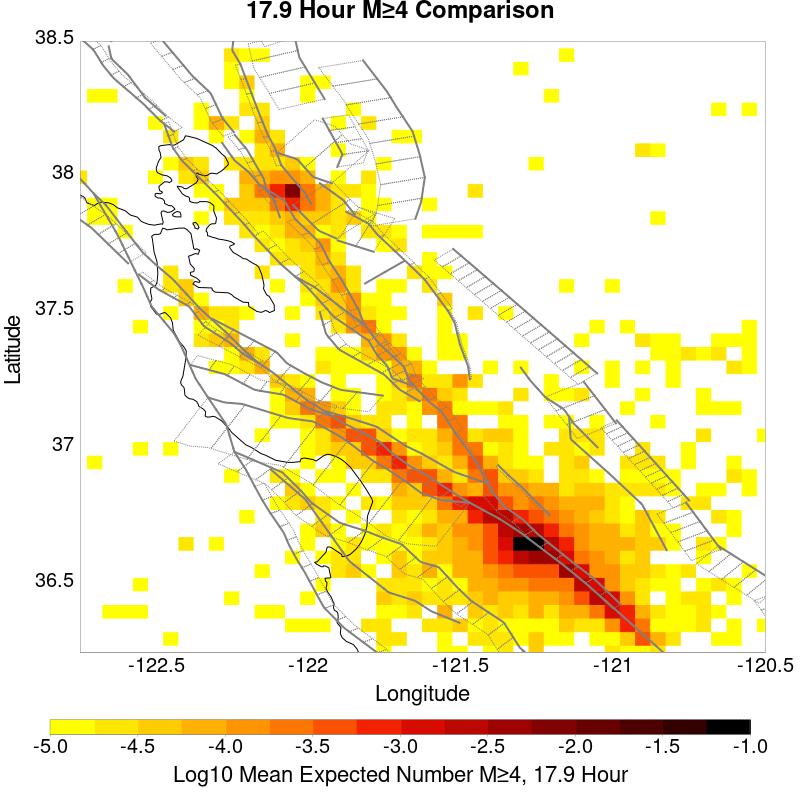 17.9 Hour M≥4 Comparison
38.5
38
37.5
37
36.5
Latitude
-122.5 -122 -121.5 -121 -120.5
Longitude
-5.0 -4.5 -4.0 -3.5 -3.0 -2.5 -2.0 -1.5 -1.0
Log10 Mean Expected Number M≥4, 17.9 Hour